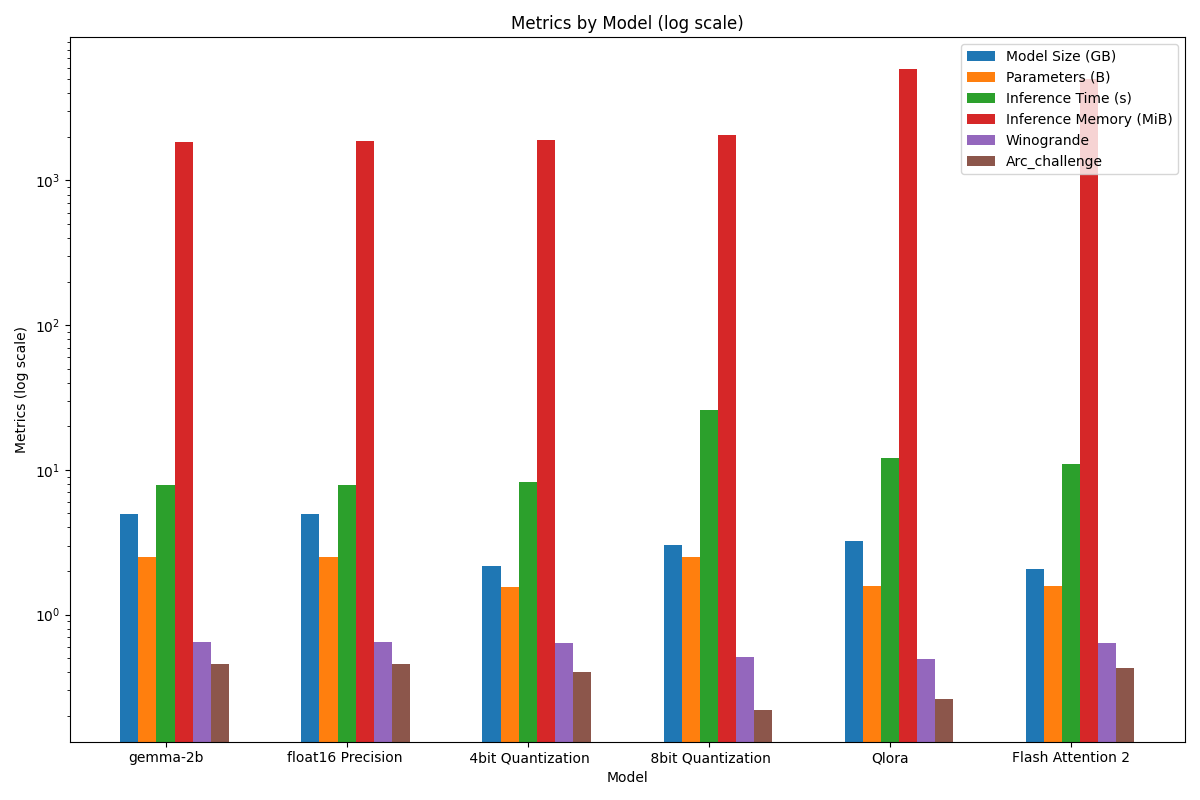 Metrics by Model (log scale)
Model Size (GB)
Parameters (B)
Inference Time (s)
Inference Memory (MiB)
Winogrande
Arc_challenge
Metrics (log scale)
10³
10²
10¹
10⁰
gemma-2b
float16 Precision
4bit Quantization
8bit Quantization
Qlora
Flash Attention 2
Model